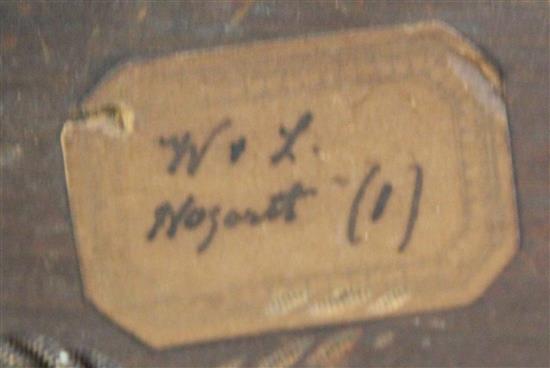 W & L.
Hogarth (1)